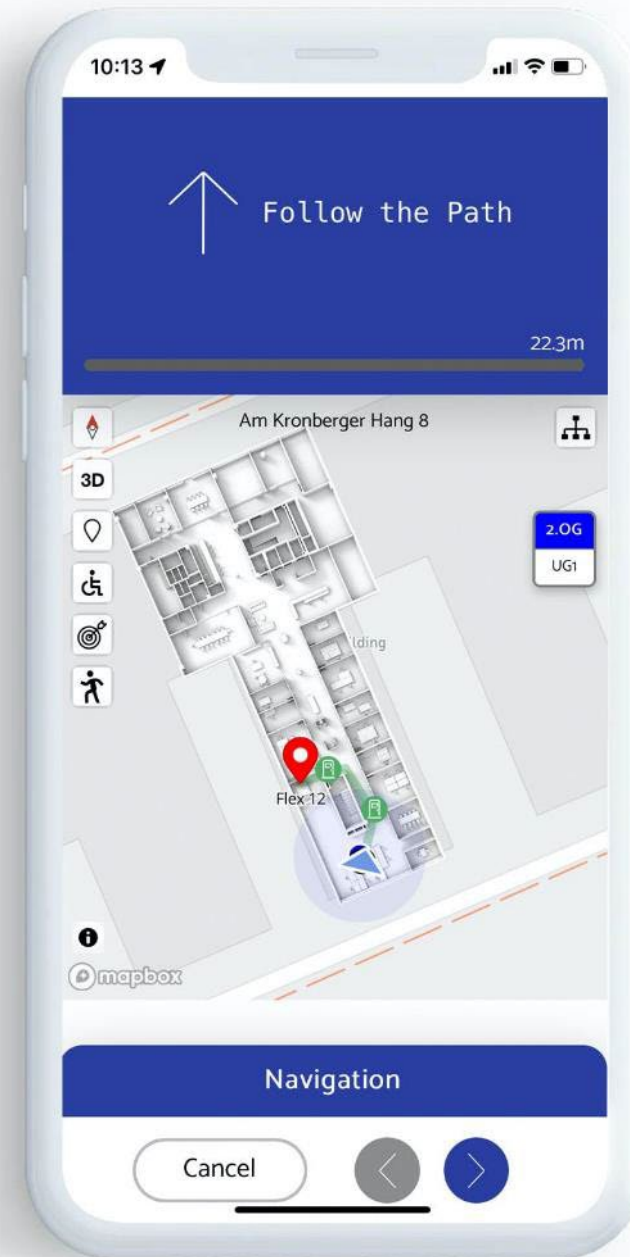 10:13
Follow the Path
22.3m
Am Kronberger Hang 8
3D
2.OG
UG1
lding
Flex 12
mapbox
Navigation
Cancel